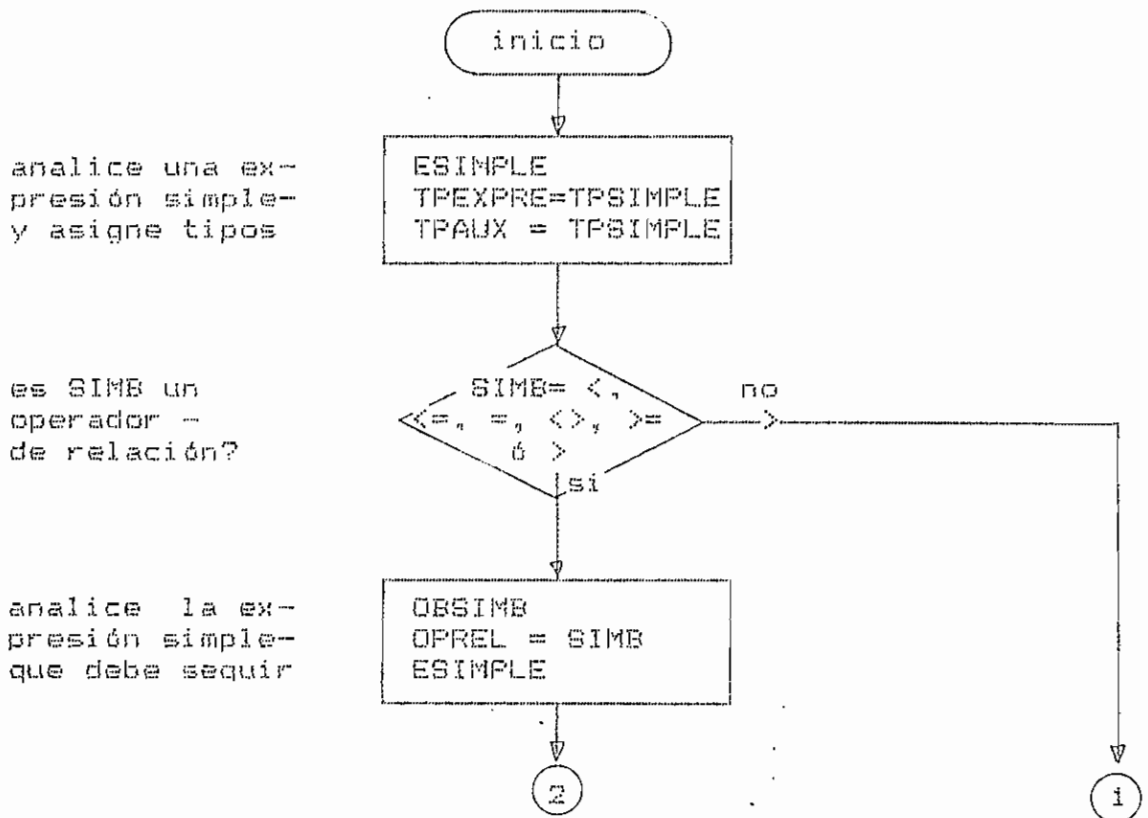 inicio
analice una ex-
presión simple-
y asigne tipos
ESIMPLE
TPEXPRE=TPSIMPLE
TPAUX = TPSIMPLE
es SIMB un
operador -
de relación?
SIMB= <,
<=, =, <>, >=
ó >
no
si
analice la ex-
presión simple-
que debe seguir
OBSIMB
OPREL = SIMB
ESIMPLE
2
1